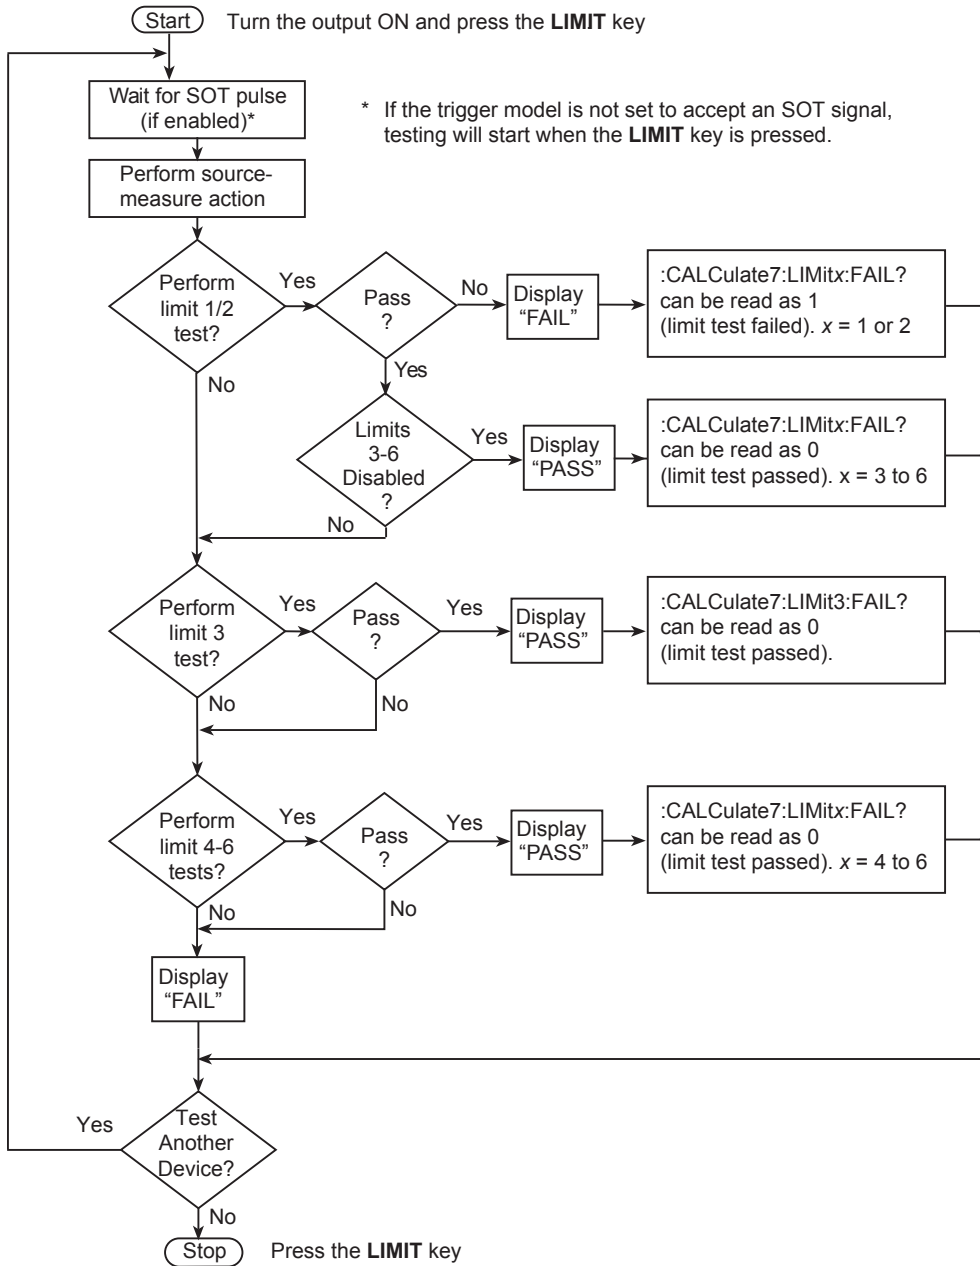 Start
Turn the output ON and press the LIMIT key
Wait for SOT pulse
(if enabled)*
* If the trigger model is not set to accept an SOT signal,
testing will start when the LIMIT key is pressed.
Perform source-
measure action
Perform
limit 1/2
test?
Yes
Pass
?
No
Display
“FAIL”
:CALCulate7:LIMitx:FAIL?
can be read as 1
(limit test failed). x = 1 or 2
No
Yes
Limits
3-6
Disabled
?
Yes
Display
“PASS”
:CALCulate7:LIMitx:FAIL?
can be read as 0
(limit test passed). x = 3 to 6
No
Perform
limit 3
test?
Yes
Pass
?
Yes
Display
“PASS”
:CALCulate7:LIMit3:FAIL?
can be read as 0
(limit test passed).
No
No
Perform
limit 4-6
tests?
Yes
Pass
?
Yes
Display
“PASS”
:CALCulate7:LIMitx:FAIL?
can be read as 0
(limit test passed). x = 4 to 6
No
No
Display
“FAIL”
Yes
Test
Another
Device?
No
Stop
Press the LIMIT key